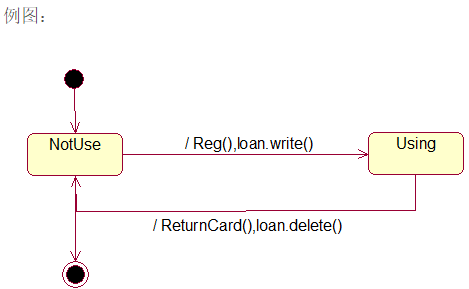 例图：
/ Reg(),loan.write()
NotUse
Using
/ ReturnCard(),loan.delete()